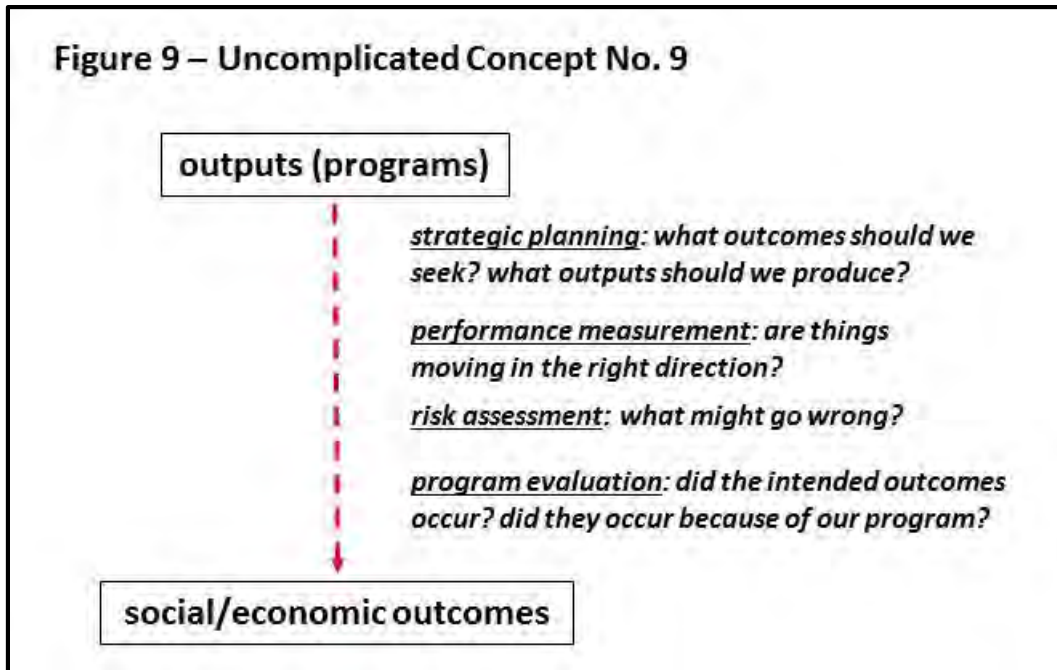 Figure 9 – Uncomplicated Concept No. 9
outputs (programs)
strategic planning: what outcomes should we
seek? what outputs should we produce?
performance measurement: are things
moving in the right direction?
risk assessment: what might go wrong?
program evaluation: did the intended outcomes
occur? did they occur because of our program?
social/economic outcomes